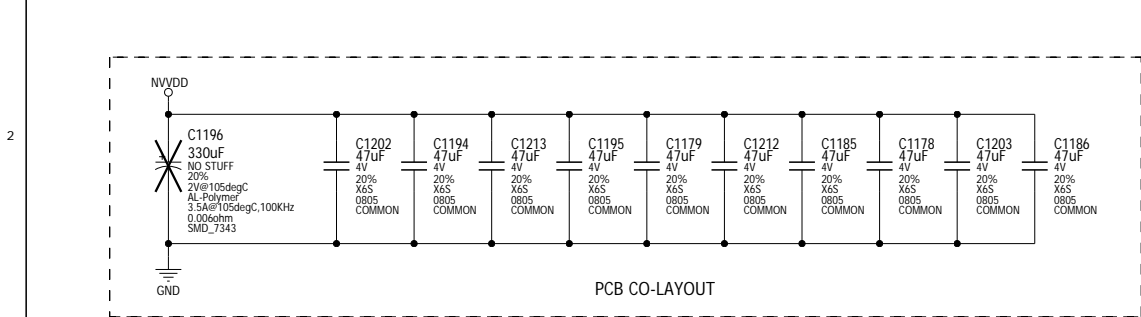 2
NVVDD
C1196
330uF
NO STUFF
20%
2V@105degC
AL-Polymer
3.5A@105degC,100KHz
0.006ohm
SMD_7343
C1202
47uF
4V
20%
X6S
0805
COMMON
C1194
47uF
4V
20%
X6S
0805
COMMON
C1213
47uF
4V
20%
X6S
0805
COMMON
C1195
47uF
4V
20%
X6S
0805
COMMON
C1179
47uF
4V
20%
X6S
0805
COMMON
C1212
47uF
4V
20%
X6S
0805
COMMON
C1185
47uF
4V
20%
X6S
0805
COMMON
C1178
47uF
4V
20%
X6S
0805
COMMON
C1203
47uF
4V
20%
X6S
0805
COMMON
C1186
47uF
4V
20%
X6S
0805
COMMON
GND
PCB CO-LAYOUT